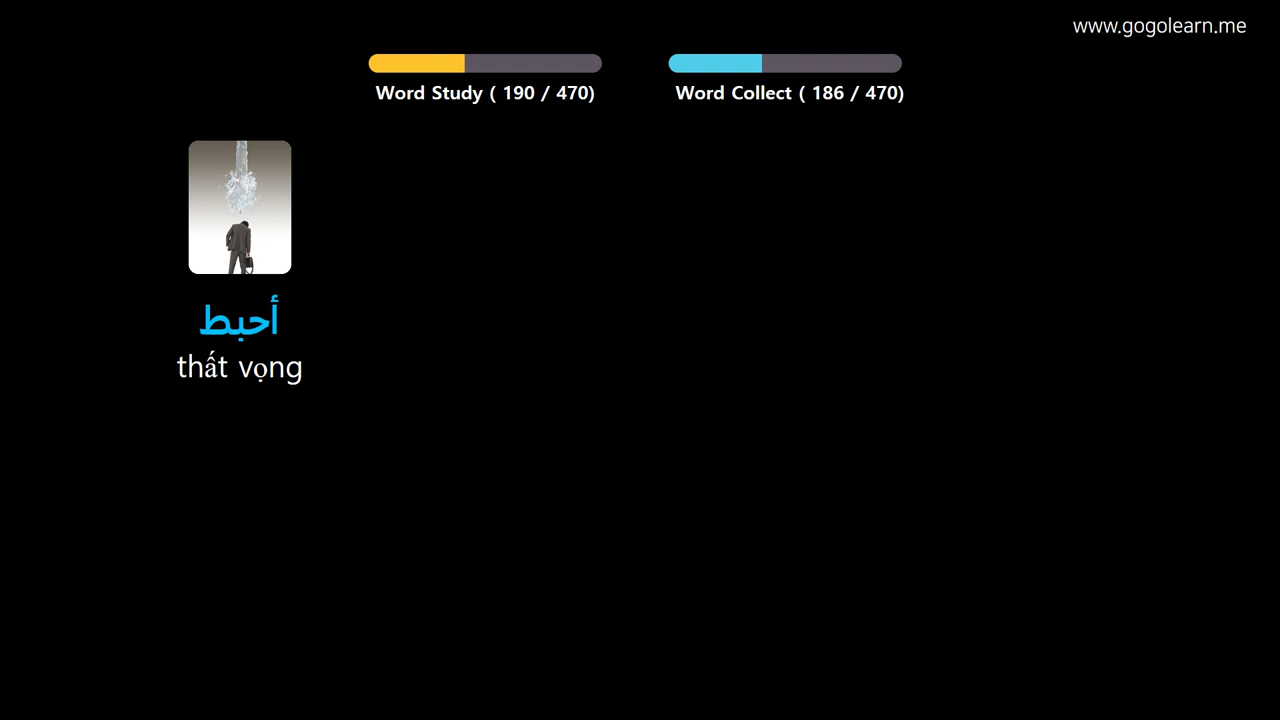 www.gogolearn.me
Word Study ( 190 / 470)
Word Collect ( 186 / 470)
أحبط
thất vọng